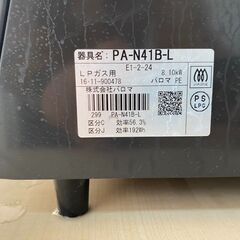 器具名: PA-N41B-L
E1-2-24
LPガス用 8.10kW
16・11-900478 パロマ PE
株式会社パロマ
299 PA-N41B-L
区分C 効率56.3%
区分J 効率192Wh
PS
LPG